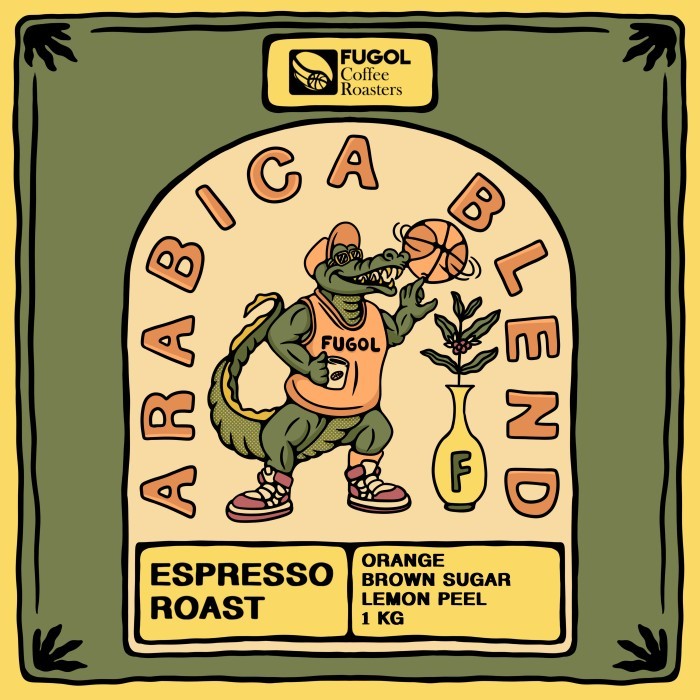 FUGOL
Coffee
Roasters
ARABICA BLEND
FUGOL
F
ESPRESSO
ROAST
ORANGE
BROWN SUGAR
LEMON PEEL
1 KG